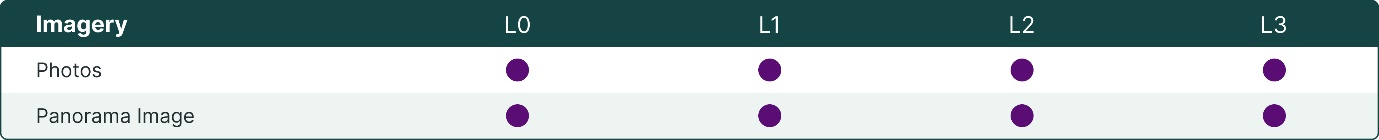 Imagery L0 L1 L2 L3
Photos
Panorama Image